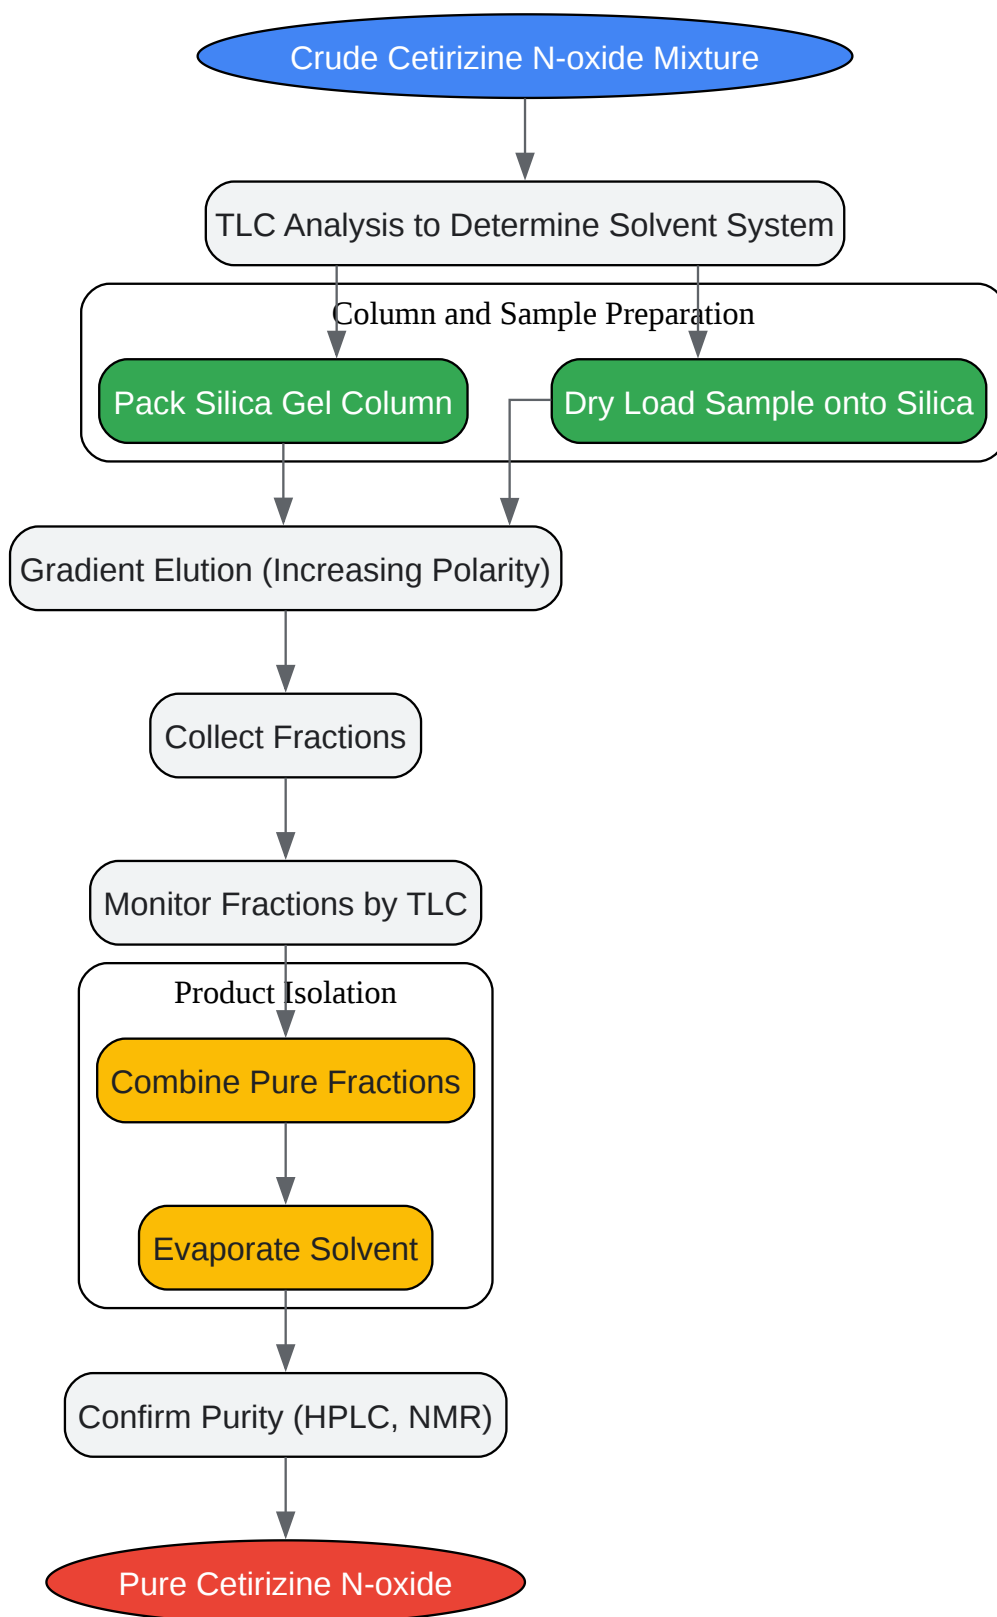 Crude Cetirizine N-oxide Mixture
TLC Analysis to Determine Solvent System
Column and Sample Preparation
Pack Silica Gel Column
Dry Load Sample onto Silica
Gradient Elution (Increasing Polarity)
Collect Fractions
Monitor Fractions by TLC
Product Isolation
Combine Pure Fractions
Evaporate Solvent
Confirm Purity (HPLC, NMR)
Pure Cetirizine N-oxide